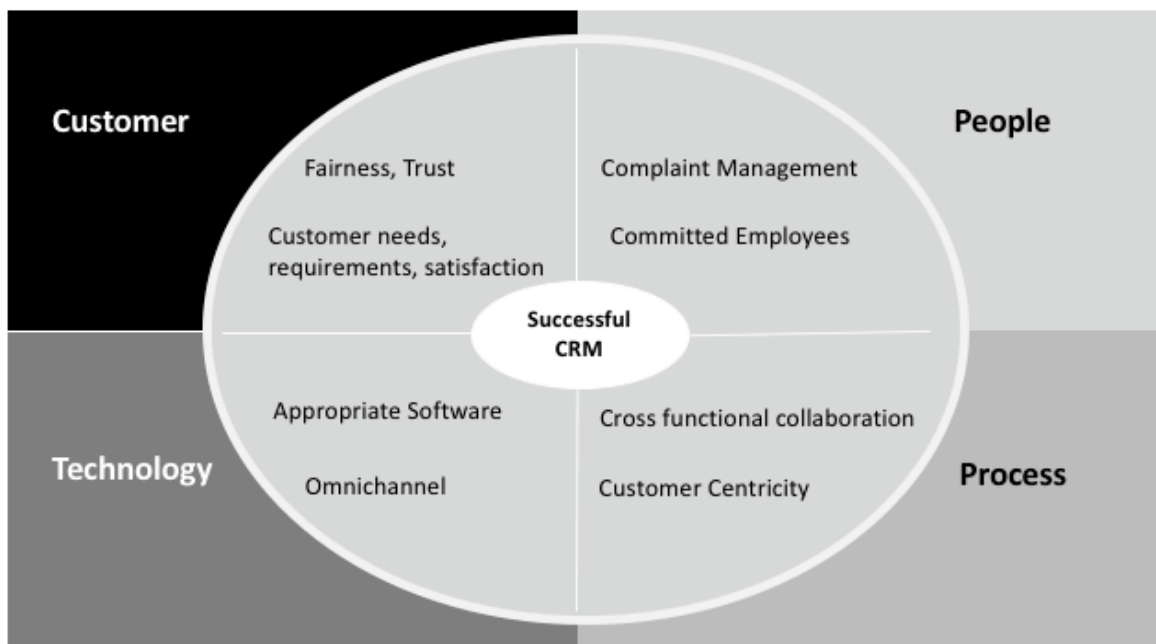 Customer
People
Fairness, Trust
Complaint Management
Customer needs,
requirements, satisfaction
Committed Employees
Successful
CRM
Appropriate Software
Cross functional collaboration
Technology
Process
Omnichannel
Customer Centricity